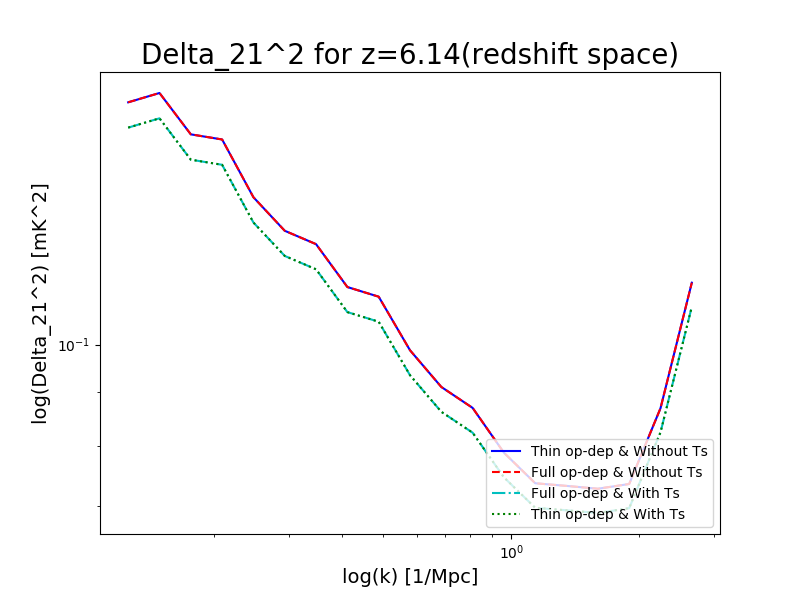 Delta_21^2 for z=6.14(redshift space)
log(Delta_21^2) [mK^2]
10^−1
Thin op-dep & Without Ts
Full op-dep & Without Ts
Full op-dep & With Ts
Thin op-dep & With Ts
10^0
log(k) [1/Mpc]